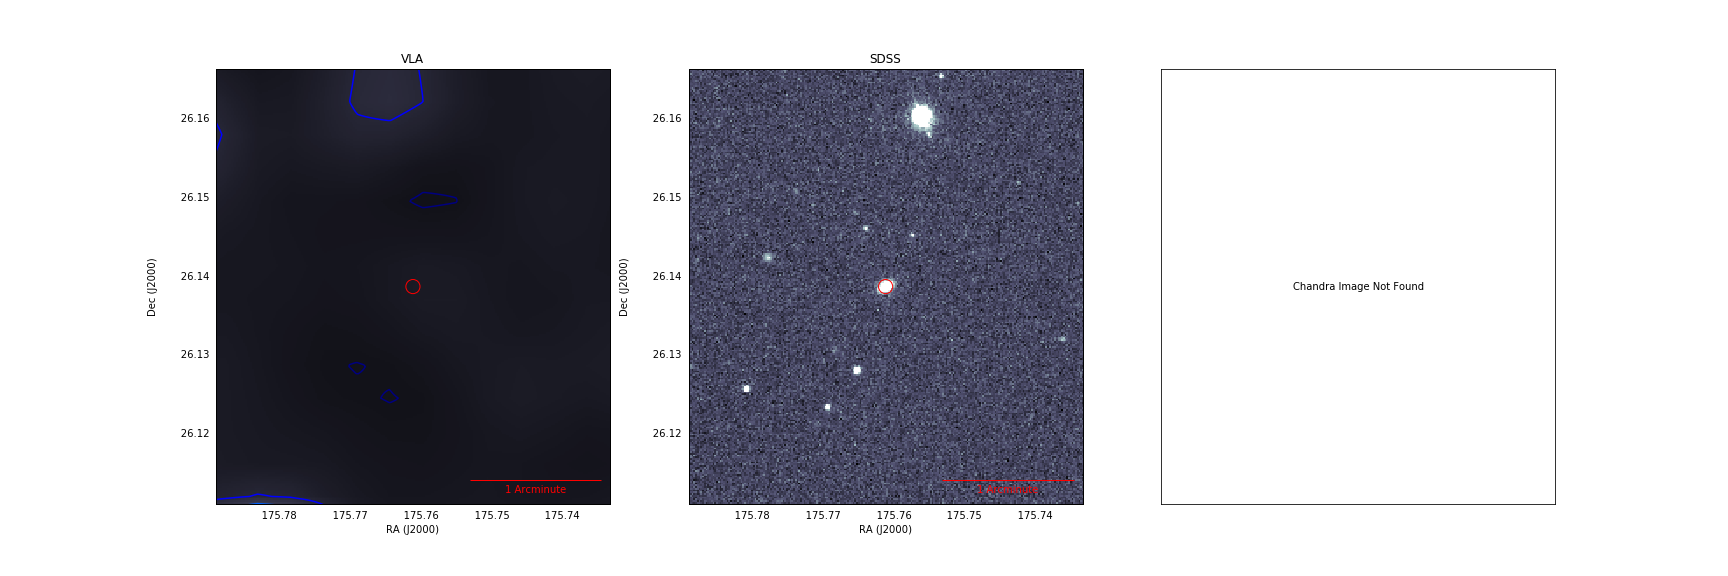 VLA
26.16
26.15
26.14
26.13
26.12
Dec (J2000)
175.78 175.77 175.76 175.75 175.74
RA (J2000)
1 Arcminute
SDSS
26.16
26.15
26.14
26.13
26.12
Dec (J2000)
175.78 175.77 175.76 175.75 175.74
RA (J2000)
1 Arcminute
Chandra Image Not Found